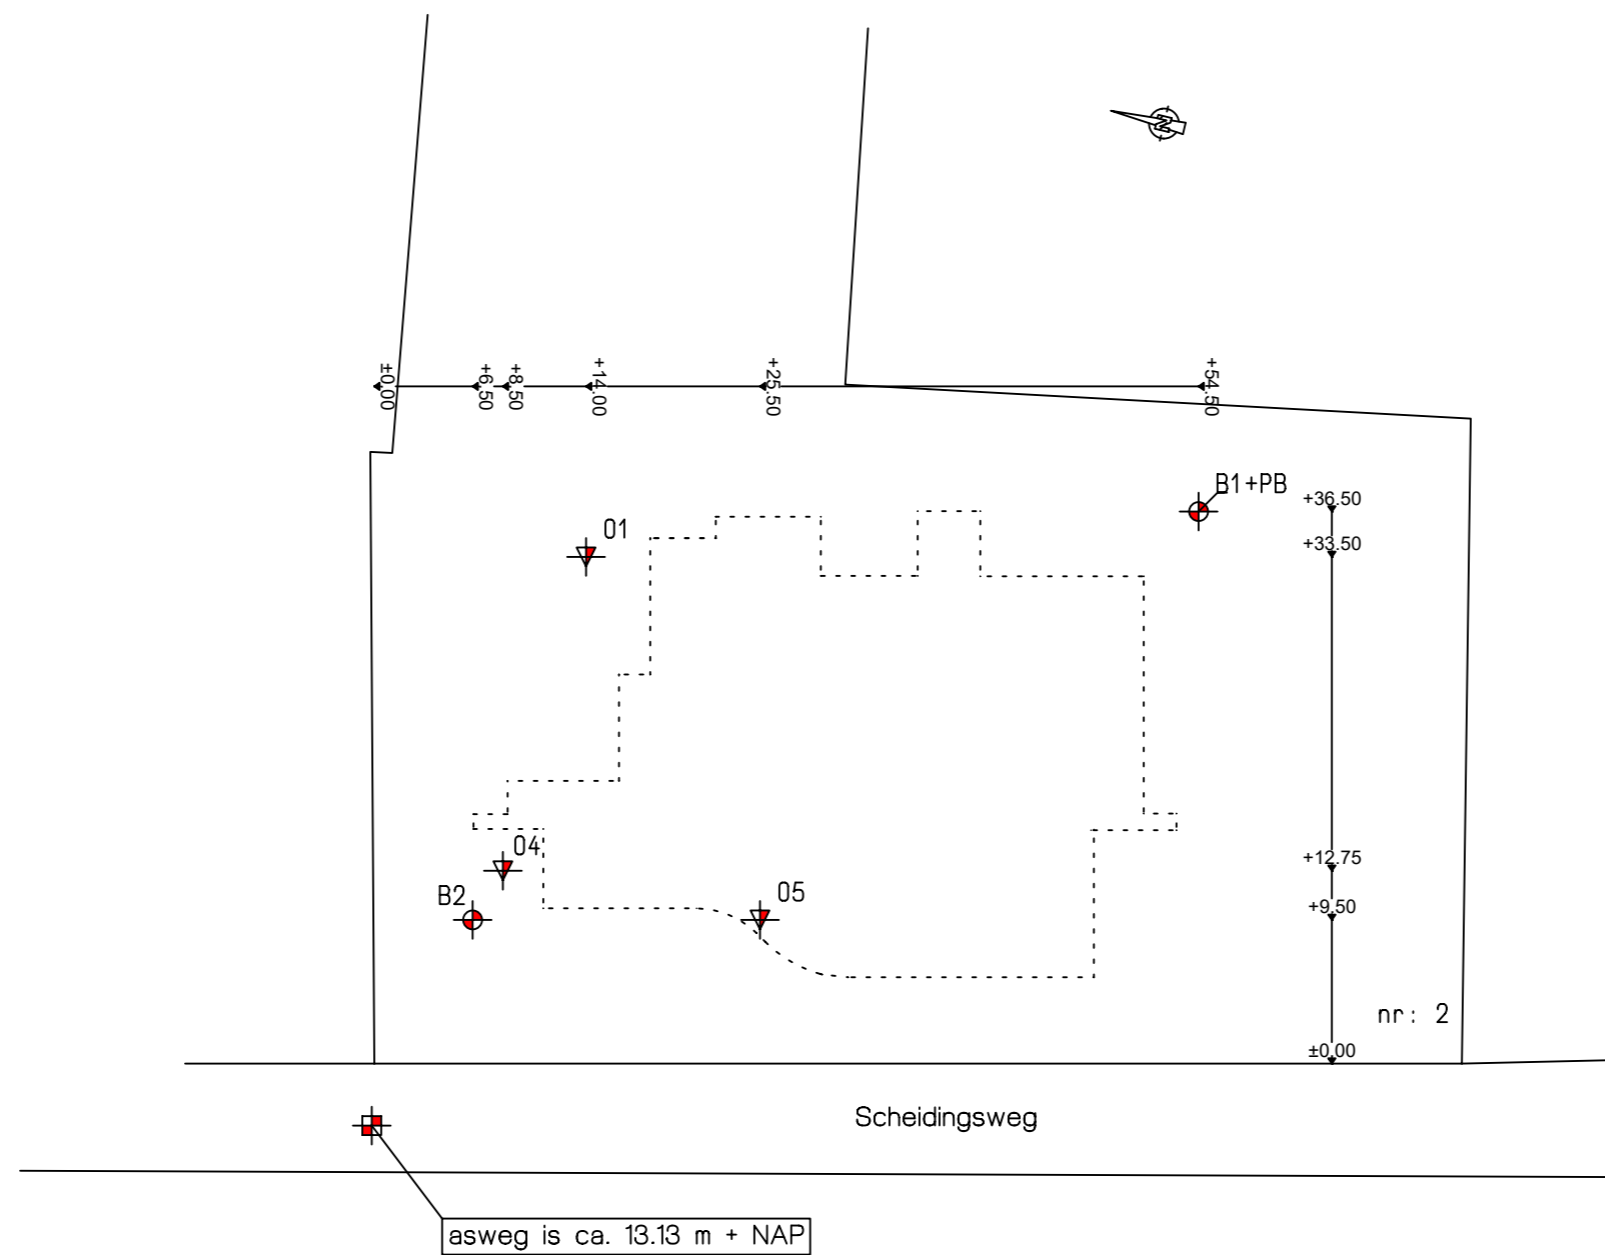 N
±0.00
+6.50
+8.50
+14.00
+25.50
+54.50
B1+PB
+36.50
+33.50
01
+12.75
04
+9.50
B2
05
nr: 2
±0.00
Scheidingsweg
asweg is ca. 13.13 m + NAP